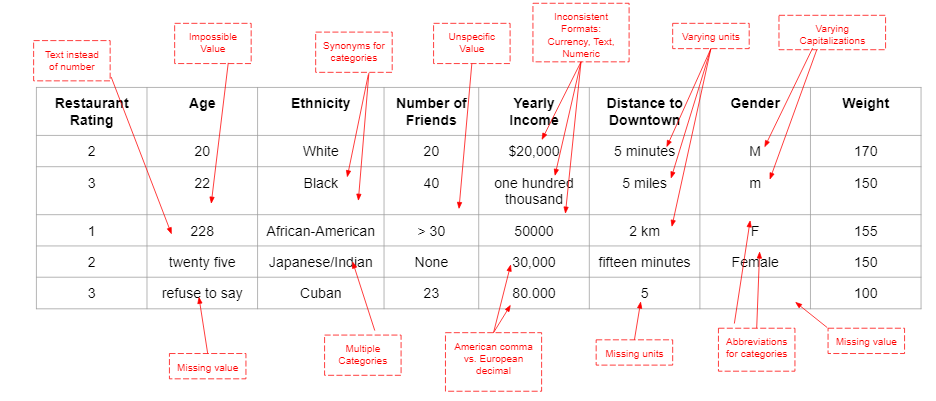 Inconsistent
Formats:
Currency, Text,
Numeric
Impossible
Value
Synonyms for
categories
Unspecific
Value
Varying units
Varying
Capitalizations
Text instead
of number
Restaurant
Rating
Age
Ethnicity
Number of
Friends
Yearly
Income
Distance to
Downtown
Gender
Weight
2 20 White 20 $20,000 5 minutes M 170
3 22 Black 40 one hundred 5 miles m 150
thousand
1 228 African-American > 30 50000 2 km F 155
2 twenty five Japanese/Indian None 30,000 fifteen minutes Female 150
3 refuse to say Cuban 23 80.000 5 100
Missing value
Multiple
Categories
American comma
vs. European
decimal
Missing units
Abbreviations
for categories
Missing value